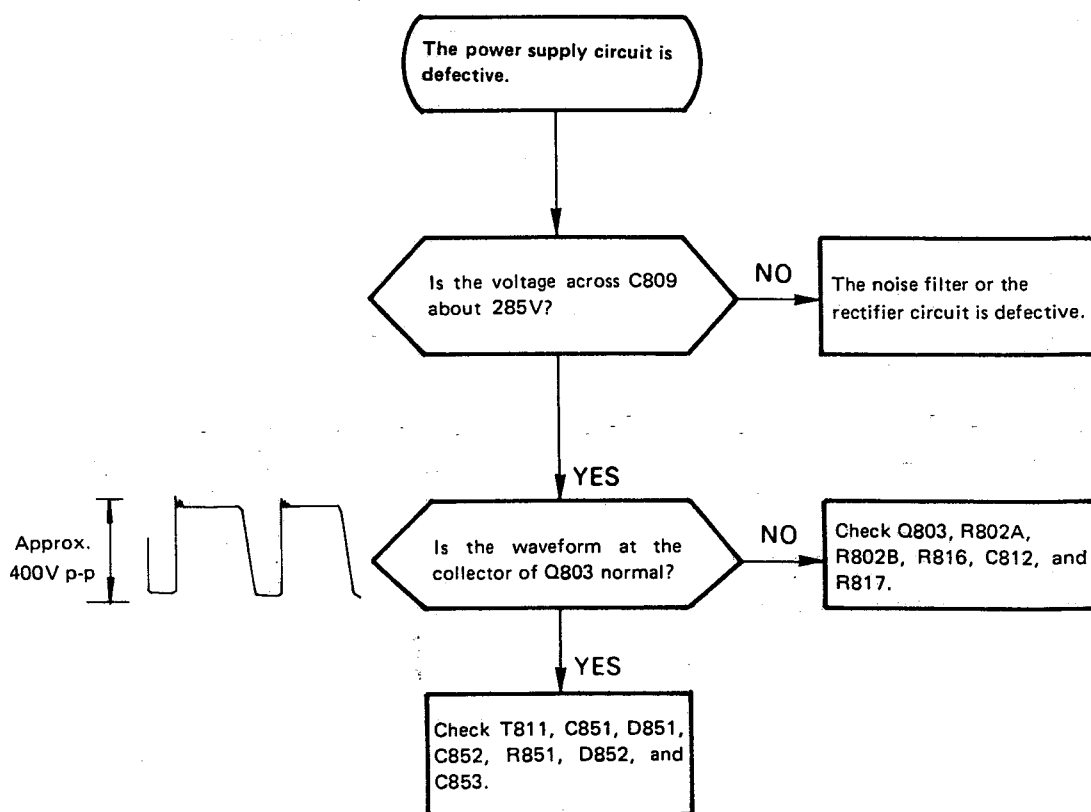 The power supply circuit is
defective.
Is the voltage across C809
about 285V?
NO
The noise filter or the
rectifier circuit is defective.
YES
Approx.
400V p-p
Is the waveform at the
collector of Q803 normal?
NO
Check Q803, R802A,
R802B, R816, C812, and
R817.
YES
Check T811, C851, D851,
C852, R851, D852, and
C853.